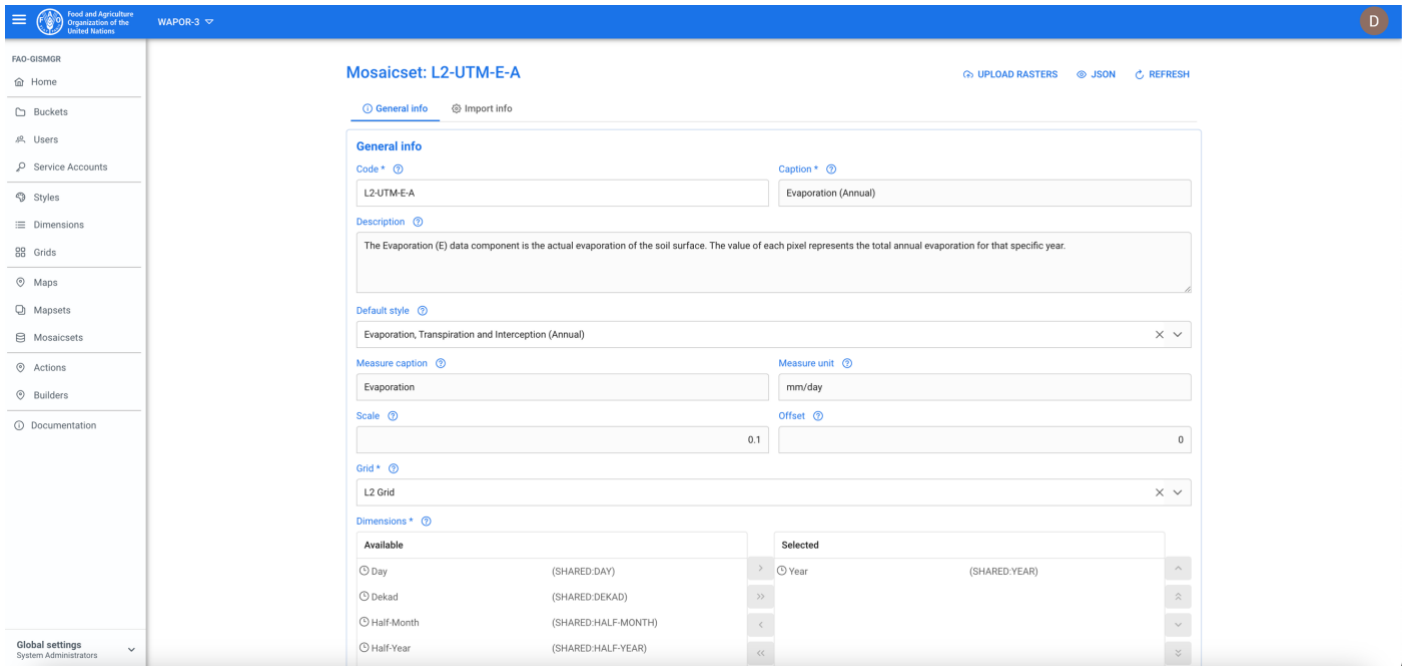 Food and Agriculture
Organization of the
United Nations
WAPOR-3
D
FAO-GISMGR
Home
Buckets
Users
Service Accounts
Styles
Dimensions
Grids
Maps
Mapsets
Mosaicsets
Actions
Builders
Documentation
Global settings
System Administrators
Mosaicset: L2-UTM-E-A
UPLOAD RASTERS JSON REFRESH
General info Import info
General info
Code * Caption *
L2-UTM-E-A Evaporation (Annual)
Description
The Evaporation (E) data component is the actual evaporation of the soil surface. The value of each pixel represents the total annual evaporation for that specific year.
Default style
Evaporation, Transpiration and Interception (Annual)
Measure caption Measure unit
Evaporation mm/day
Scale Offset
0.1 0
Grid *
L2 Grid
Dimensions *
Available Selected
Day (SHARED:DAY) Year (SHARED:YEAR)
Dekad (SHARED:DEKAD)
Half-Month (SHARED:HALF-MONTH)
Half-Year (SHARED:HALF-YEAR)